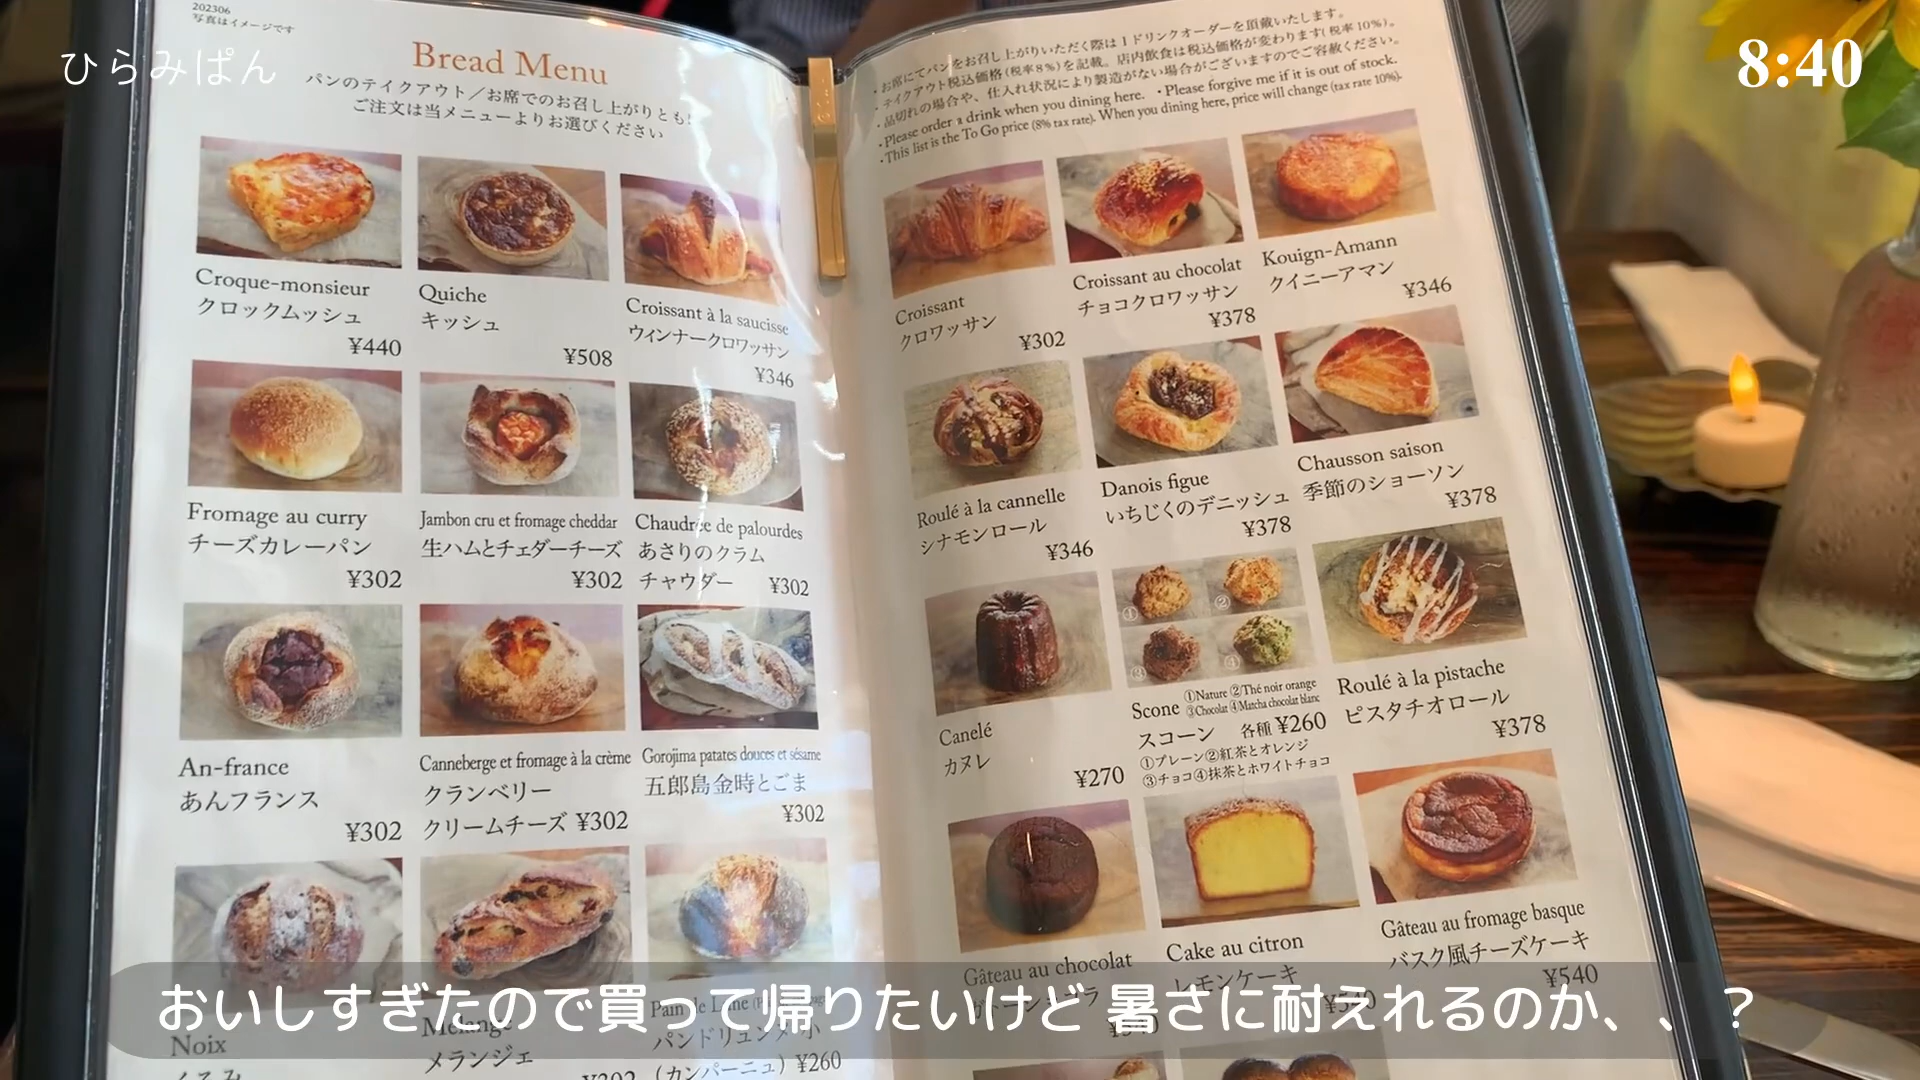 202306
写真はイメージです
ひらみぱん
8:40
Bread Menu
パンのテイクアウト／お席でのお召し上がりとも
ご注文は当メニューよりお選びください
・お席にてパンをお召し上がりいただく際は1ドリンクオーダーを頂戴いたします。
・テイクアウト税込価格(税率8%)を記載。店内飲食は税込価格が変わります(税率10%)。
・品切れの場合や、仕入れ状況により製造がない場合がございますのでご容赦ください。
・Please order a drink when you dining here. ・Please forgive me if it is out of stock.
・This list is the To Go price (8% tax rate). When you dining here, price will change (tax rate 10%).
Croque-monsieur
クロックムッシュ
¥440
Quiche
キッシュ
¥508
Croissant à la saucisse
ウィンナークロワッサン
¥346
Fromage au curry
チーズカレーパン
¥302
Jambon cru et fromage cheddar
生ハムとチェダーチーズ
¥302
Chaudrée de palourdes
あさりのクラム
チャウダー ¥302
An-france
あんフランス
¥302
Canneberge et fromage à la crème
クランベリー
クリームチーズ ¥302
Gorojima patates douces et sésame
五郎島金時とごま
¥302
Noix
くるみ
Mélange
メランジェ
Pain de Lune
パンドリュンヌ 小
(カンパーニュ) ¥260
Croissant
クロワッサン
¥302
Croissant au chocolat
チョコクロワッサン
¥378
Kouign-Amann
クイニーアマン
¥346
Roulé à la cannelle
シナモンロール
¥346
Danois figue
いちじくのデニッシュ
¥378
Chausson saison
季節のショーソン
¥378
Canelé
カヌレ
¥270
① ②
③ ④
Scone ①Nature ②Thé noir orange
③Chocolat ④Matcha chocolat blanc
スコーン 各種 ¥260
①プレーン②紅茶とオレンジ
③チョコ④抹茶とホワイトチョコ
Roulé à la pistache
ピスタチオロール
¥378
Gâteau au chocolat
Cake au citron
レモンケーキ
Gâteau au fromage basque
バスク風チーズケーキ
¥540
おいしすぎたので買って帰りたいけど 暑さに耐えれるのか、、？